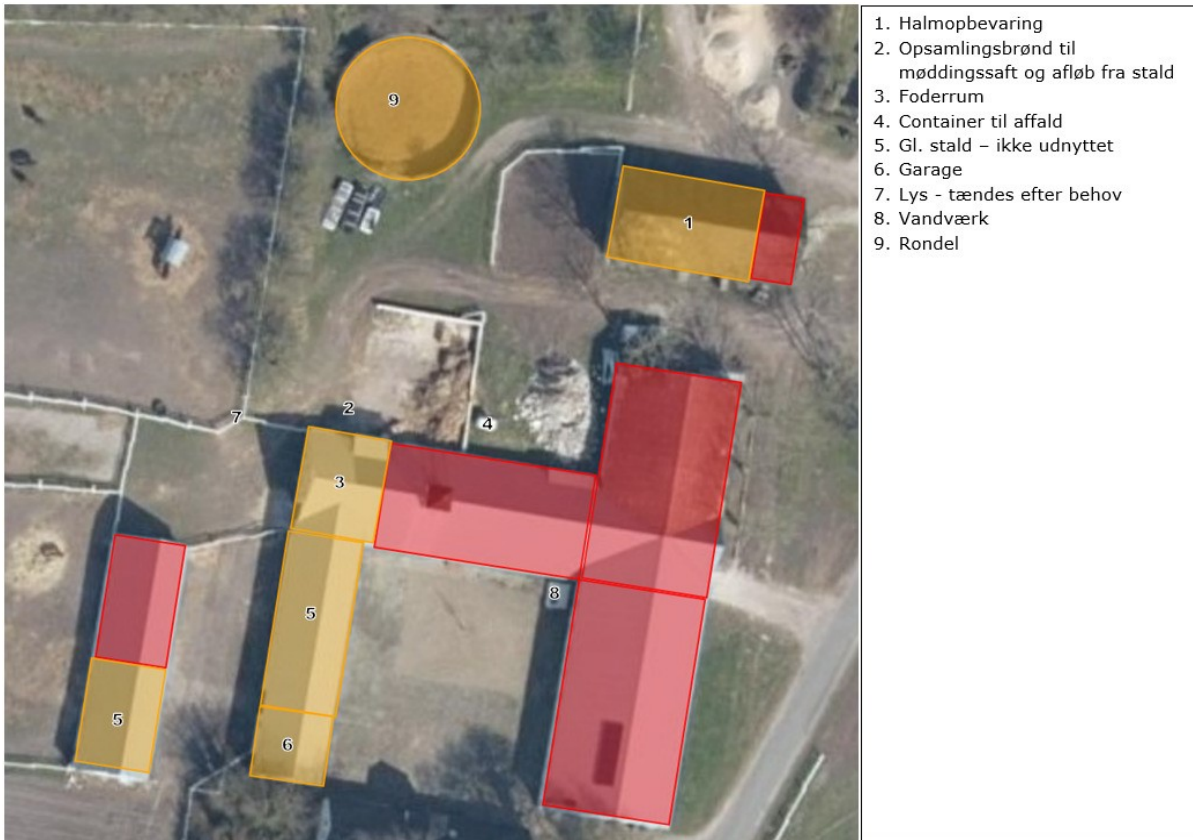 1. Halmopbevaring
2. Opsamlingsbrønd til
møddingssaft og afløb fra stald
3. Foderrum
4. Container til affald
5. Gl. stald – ikke udnyttet
6. Garage
7. Lys - tændes efter behov
8. Vandværk
9. Rondel
9
1
2
7
4
3
8
5
5
6